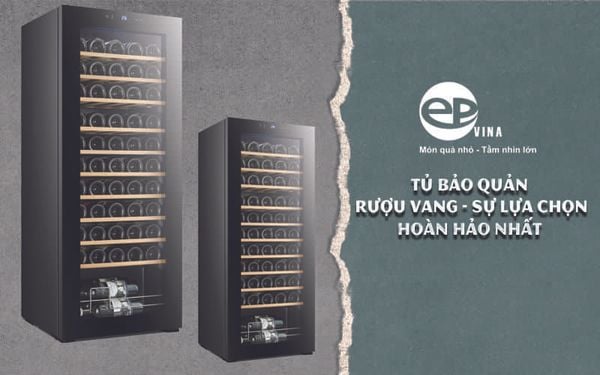 ep
VINA
Món quà nhỏ - Tầm nhìn lớn
TỦ BẢO QUẢN
RƯỢU VANG - SỰ LỰA CHỌN
HOÀN HẢO NHẤT